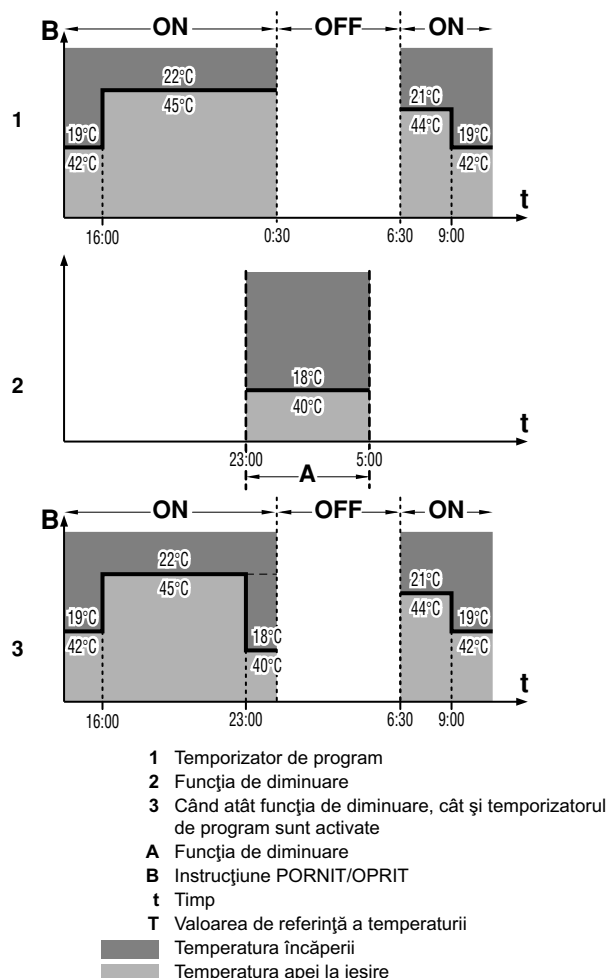 B ON OFF ON
22°C
45°C
21°C
44°C
1
19°C
42°C
19°C
42°C
t
16:00 0:30 6:30 9:00
2
18°C
40°C
t
23:00 5:00
A
B ON OFF ON
22°C
45°C
21°C
44°C
19°C
42°C
18°C
40°C
19°C
42°C
3
t
16:00 23:00 6:30 9:00
1 Temporizator de program
2 Funcţia de diminuare
3 Când atât funcţia de diminuare, cât şi temporizatorul
de program sunt activate
A Funcţia de diminuare
B Instrucţiune PORNIT/OPRIT
t Timp
T Valoarea de referinţă a temperaturii
Temperatura încăperii
Temperatura apei la ieşire